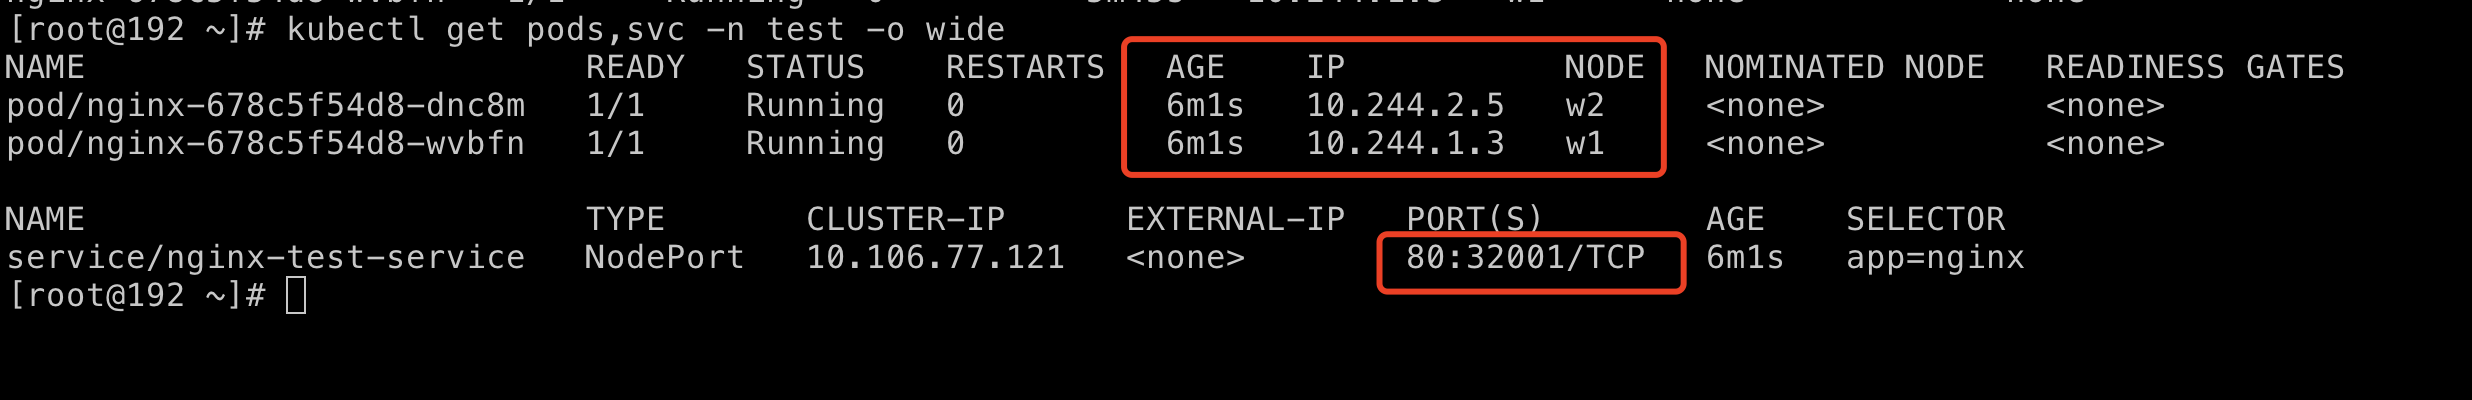 [root@192 ~]# kubectl get pods,svc -n test -o wide
NAME READY STATUS RESTARTS AGE IP NODE NOMINATED NODE READINESS GATES
pod/nginx-678c5f54d8-dnc8m 1/1 Running 0 6m1s 10.244.2.5 w2 <none> <none>
pod/nginx-678c5f54d8-wvbfn 1/1 Running 0 6m1s 10.244.1.3 w1 <none> <none>
NAME TYPE CLUSTER-IP EXTERNAL-IP PORT(S) AGE SELECTOR
service/nginx-test-service NodePort 10.106.77.121 <none> 80:32001/TCP 6m1s app=nginx
[root@192 ~]#